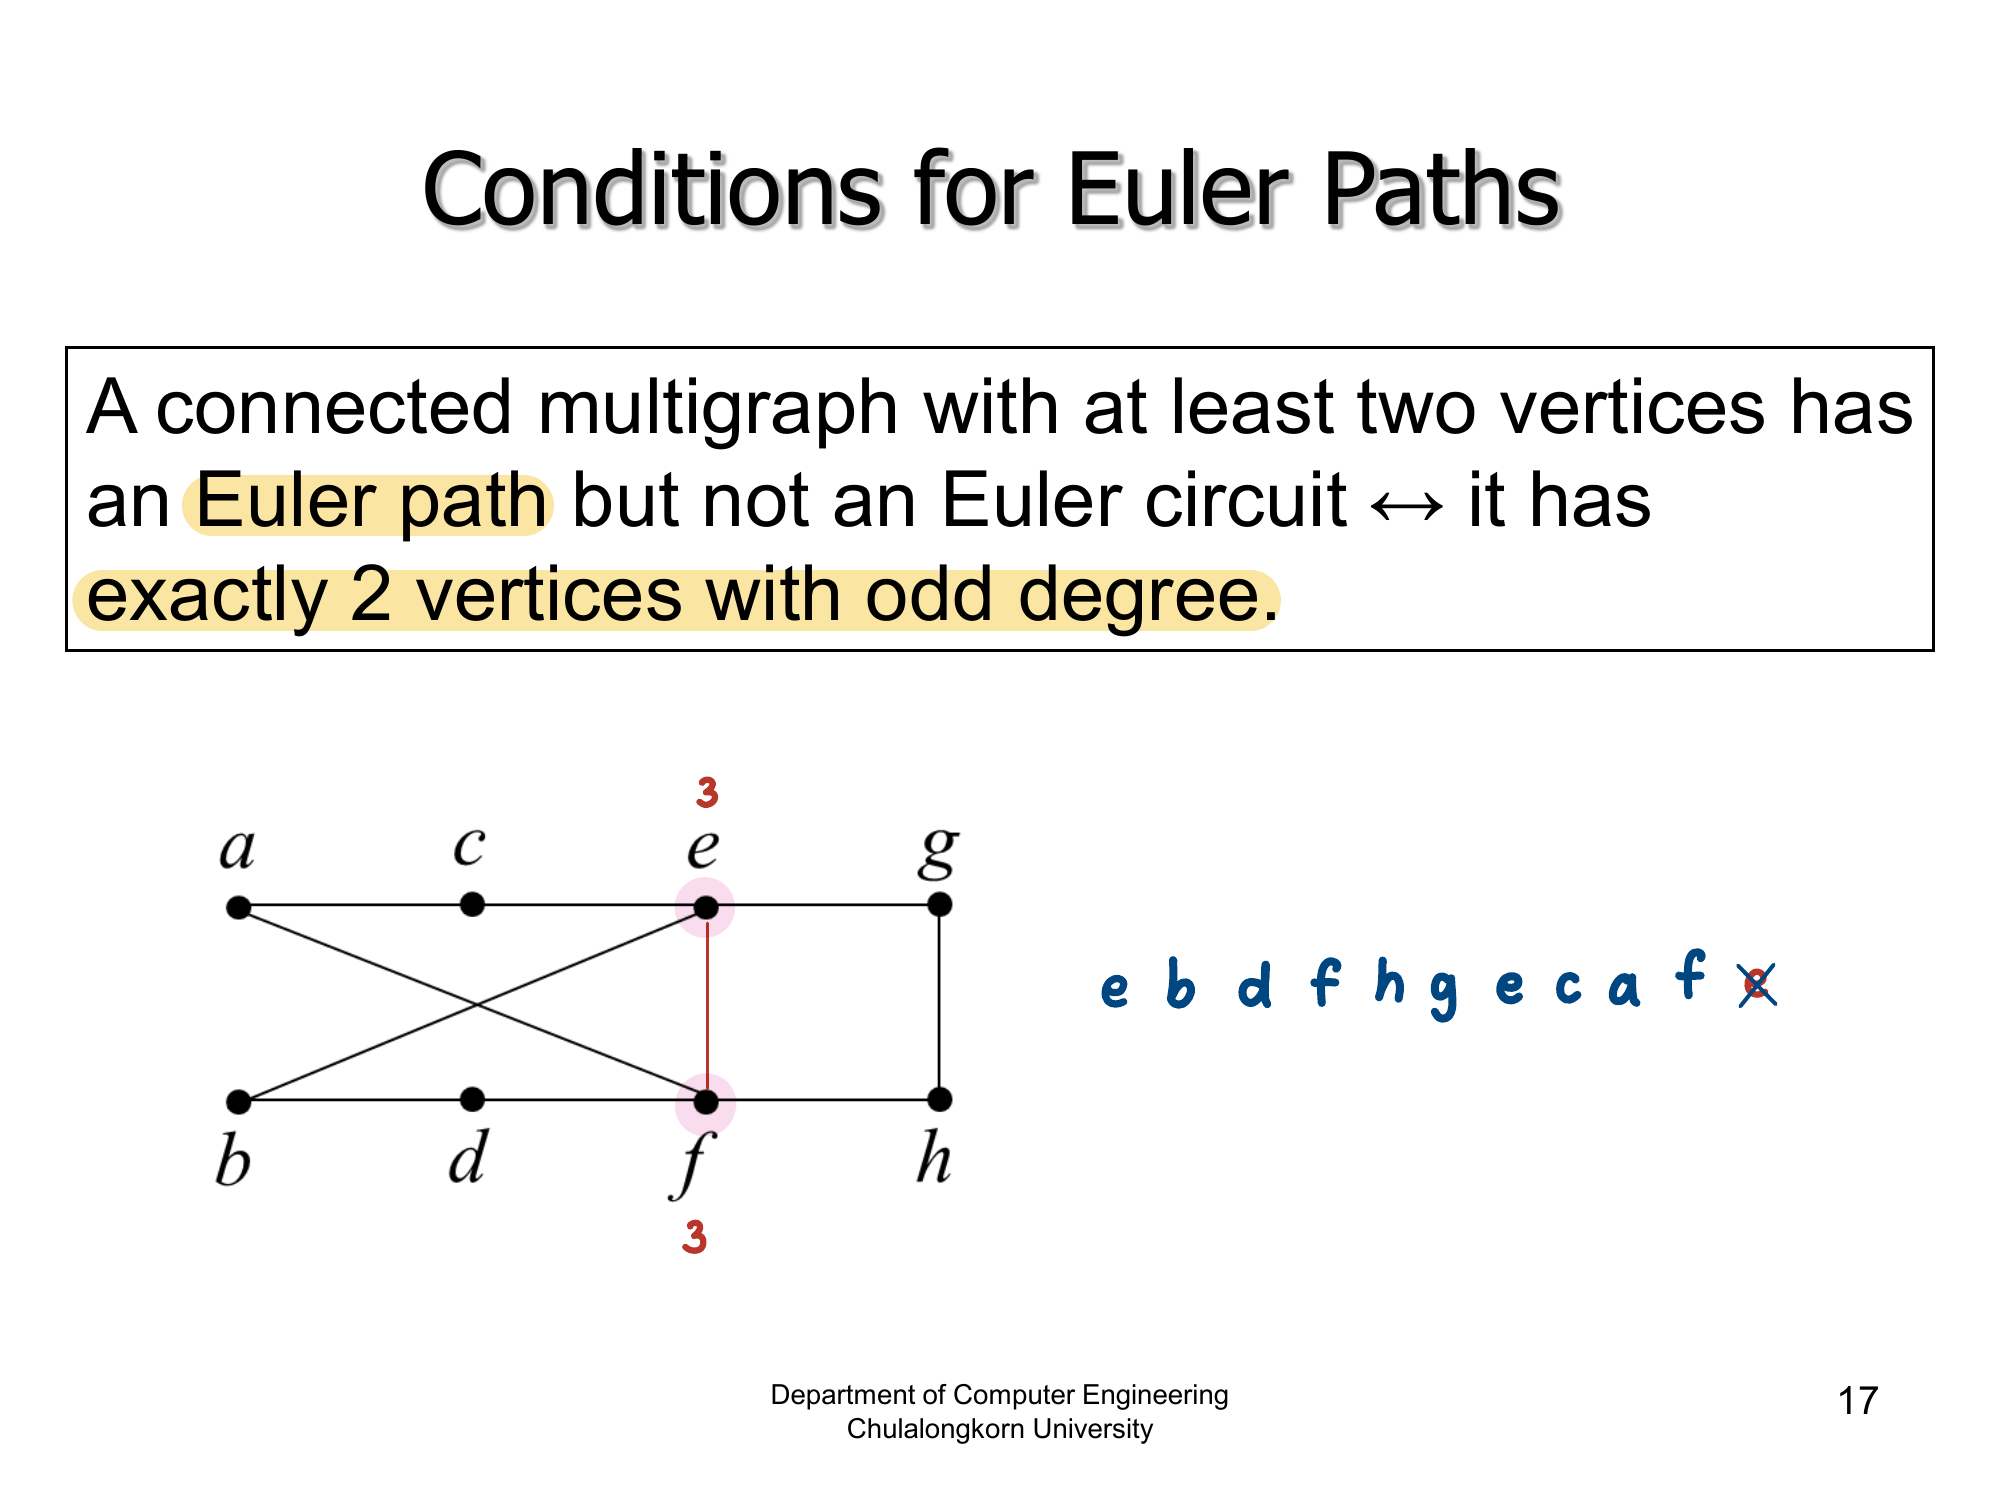 Conditions for Euler Paths
A connected multigraph with at least two vertices has
an Euler path but not an Euler circuit ↔ it has
exactly 2 vertices with odd degree.
3
a c e g
b d f h
3
e b d f h g e c a f e
Department of Computer Engineering
Chulalongkorn University
17